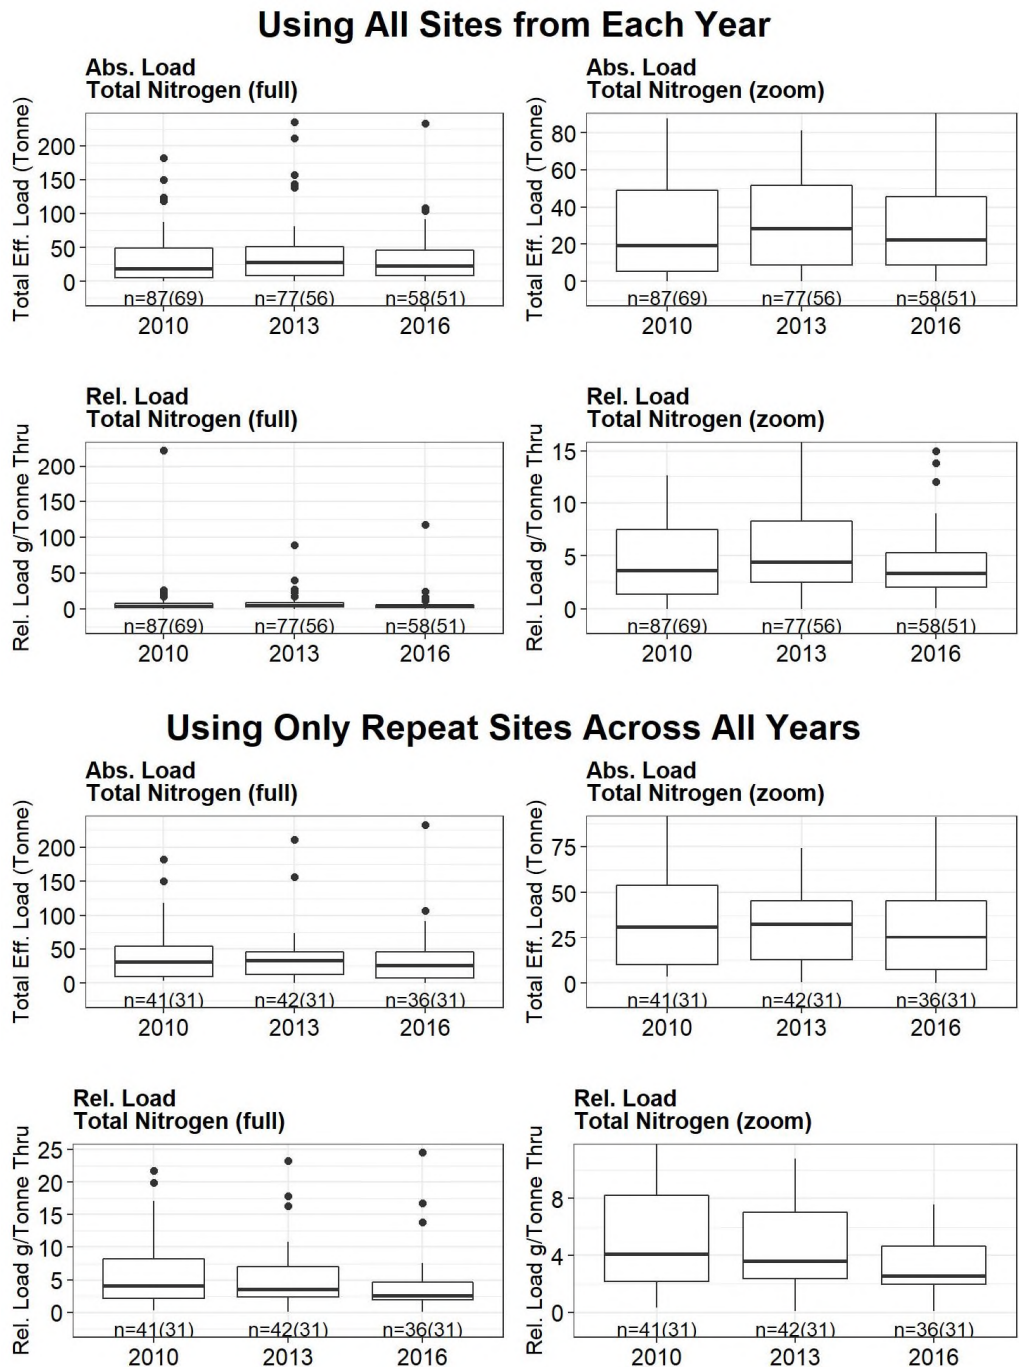 Using All Sites from Each Year
Abs. Load
Total Nitrogen (full)
Total Eff. Load (Tonne)
200
150
100
50
0
n=87(69) n=77(56) n=58(51)
2010 2013 2016
Abs. Load
Total Nitrogen (zoom)
Total Eff. Load (Tonne)
80
60
40
20
0
n=87(69) n=77(56) n=58(51)
2010 2013 2016
Rel. Load
Total Nitrogen (full)
Rel. Load g/Tonne Thru
200
150
100
50
0
n=87(69) n=77(56) n=58(51)
2010 2013 2016
Rel. Load
Total Nitrogen (zoom)
Rel. Load g/Tonne Thru
15
10
5
0
n=87(69) n=77(56) n=58(51)
2010 2013 2016
Using Only Repeat Sites Across All Years
Abs. Load
Total Nitrogen (full)
Total Eff. Load (Tonne)
200
150
100
50
0
n=41(31) n=42(31) n=36(31)
2010 2013 2016
Abs. Load
Total Nitrogen (zoom)
Total Eff. Load (Tonne)
75
50
25
0
n=41(31) n=42(31) n=36(31)
2010 2013 2016
Rel. Load
Total Nitrogen (full)
Rel. Load g/Tonne Thru
25
20
15
10
5
0
n=41(31) n=42(31) n=36(31)
2010 2013 2016
Rel. Load
Total Nitrogen (zoom)
Rel. Load g/Tonne Thru
8
4
0
n=41(31) n=42(31) n=36(31)
2010 2013 2016